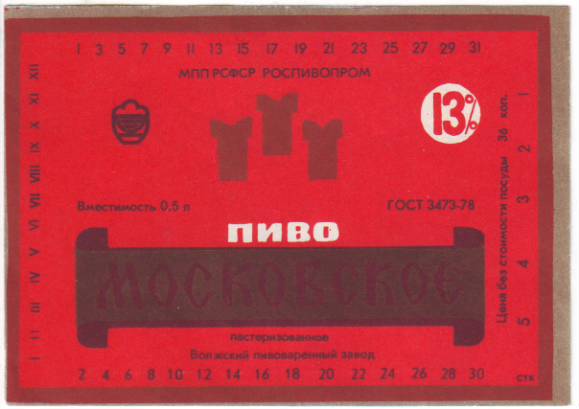 1 3 5 7 9 11 13 15 17 19 21 23 25 27 29 31
МПП РСФСР РОСПИВОПРОМ
13%
Вместимость 0,5 л
ГОСТ 3473-78
ПИВО
МОСКОВСКОЕ
пастеризованное
Волжский пивоваренный завод
2 4 6 8 10 12 14 16 18 20 22 24 26 28 30
I II III IV V VI VII VIII IX X XI XII
Цена без стоимости посуды 36 коп.
1 2 3 4 5
СТК